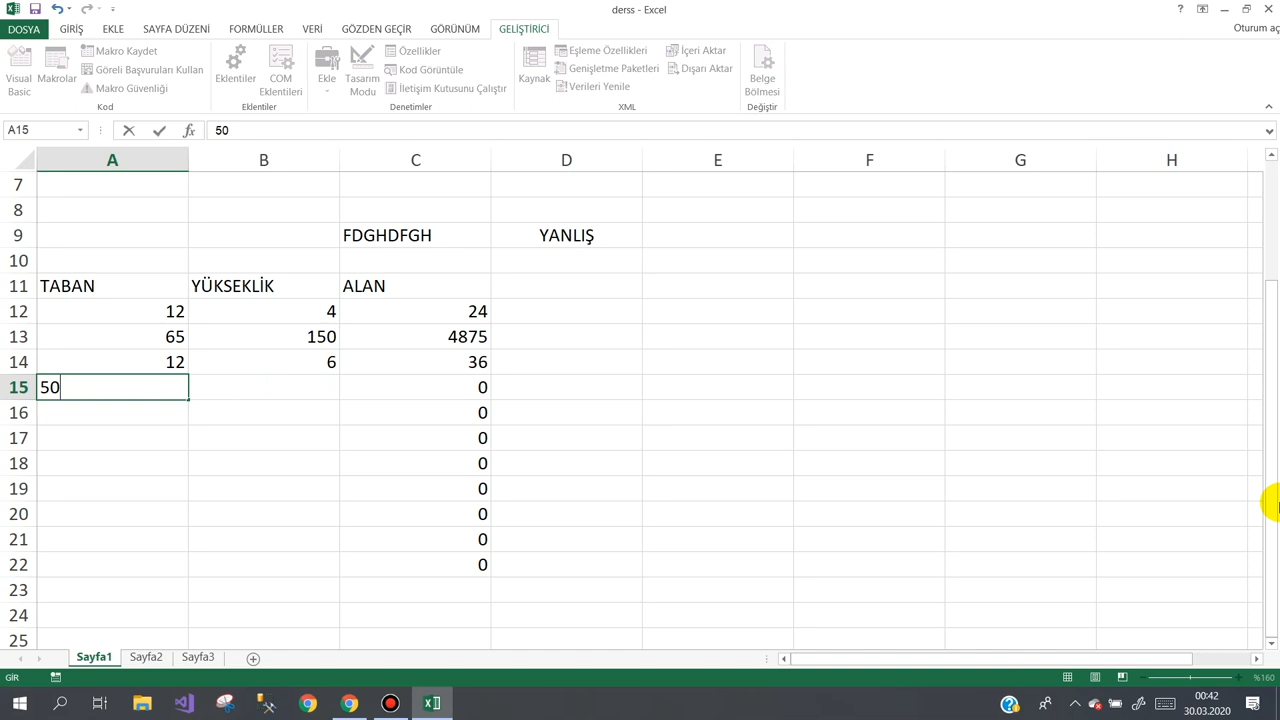 derss - Excel
?
DOSYA GİRİŞ EKLE SAYFA DÜZENİ FORMÜLLER VERİ GÖZDEN GEÇİR GÖRÜNÜM GELİŞTİRİCİ Oturum aç
Visual Basic
Makrolar
Makro Kaydet
Göreli Başvuruları Kullan
Makro Güvenliği
Kod
Eklentiler
COM Eklentileri
Eklentiler
Ekle
Tasarım Modu
Özellikler
Kod Görüntüle
İletişim Kutusunu Çalıştır
Denetimler
Kaynak
Eşleme Özellikleri
Genişletme Paketleri
Verileri Yenile
İçeri Aktar
Dışarı Aktar
XML
Belge Bölmesi
Değiştir
A15 fx 50
A B C D E F G H
7
8
9 FDGHDFGH YANLIŞ
10
11 TABAN YÜKSEKLİK ALAN
12 12 4 24
13 65 150 4875
14 12 6 36
15 50 0
16 0
17 0
18 0
19 0
20 0
21 0
22 0
23
24
25
Sayfa1 Sayfa2 Sayfa3
GİR %160
00:42
30.03.2020